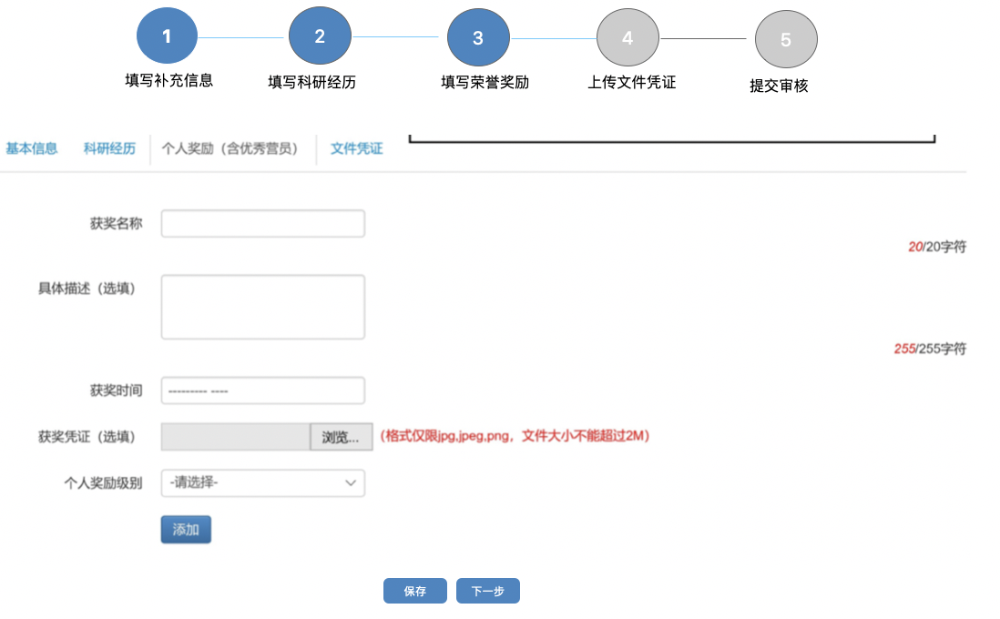 1 2 3 4 5
填写补充信息 填写科研经历 填写荣誉奖励 上传文件凭证 提交审核
基本信息 科研经历 个人奖励（含优秀营员） 文件凭证
获奖名称
20/20字符
具体描述（选填）
255/255字符
获奖时间 --------- ----
获奖凭证（选填） 浏览... （格式仅限jpg,jpeg,png，文件大小不能超过2M）
个人奖励级别 -请选择-
添加
保存 下一步